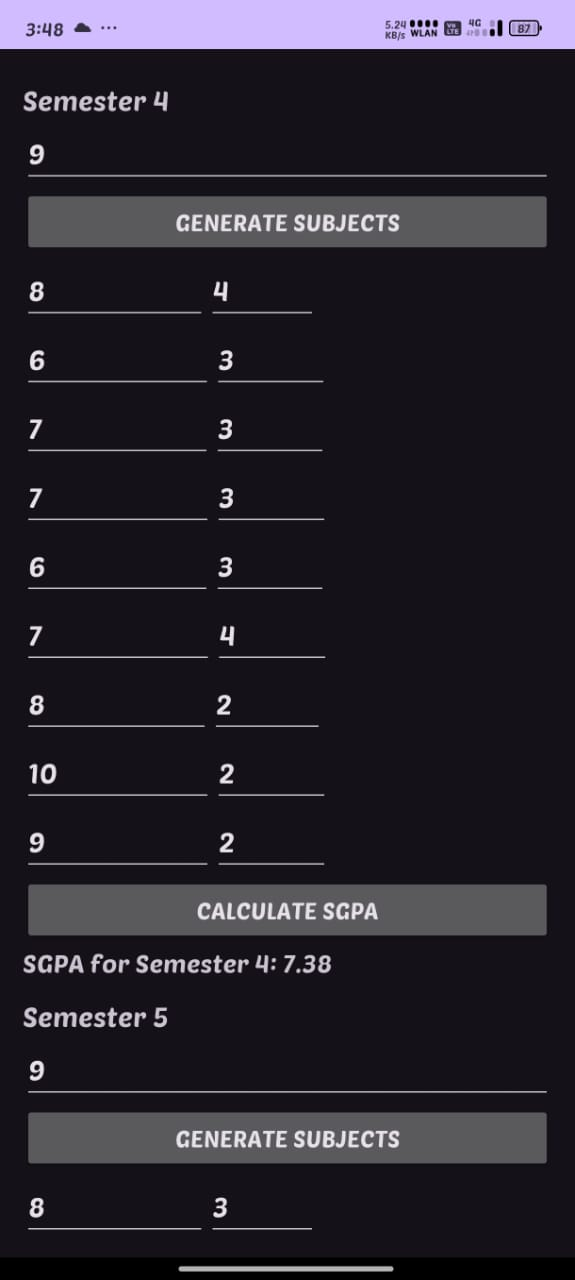 3:48 ... 5.24 KB/s WLAN Vo LTE 4G 87
Semester 4
9
GENERATE SUBJECTS
8 4
6 3
7 3
7 3
6 3
7 4
8 2
10 2
9 2
CALCULATE SGPA
SGPA for Semester 4: 7.38
Semester 5
9
GENERATE SUBJECTS
8 3